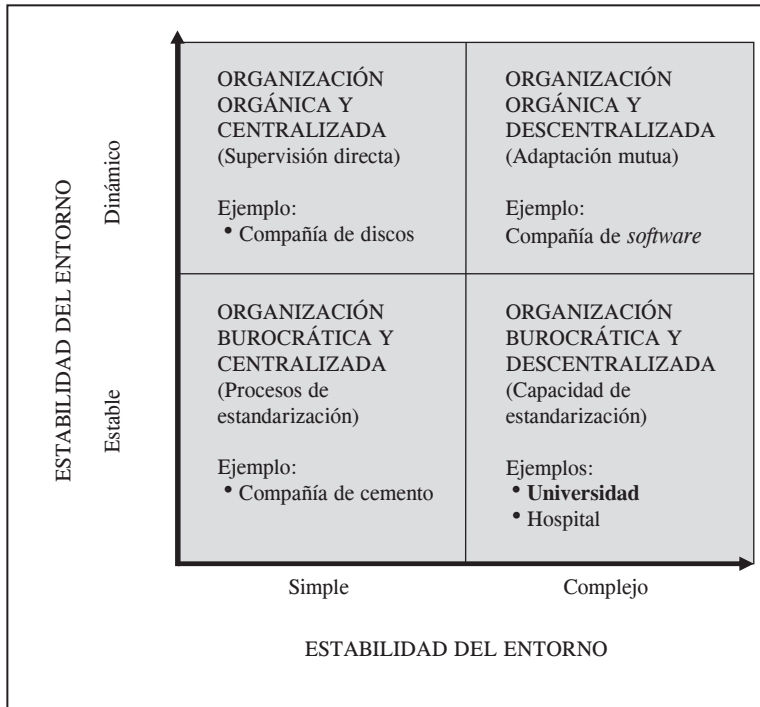 ORGANIZACIÓN
ORGÁNICA Y
CENTRALIZADA
(Supervisión directa)
Ejemplo:
• Compañía de discos
ORGANIZACIÓN
ORGÁNICA Y
DESCENTRALIZADA
(Adaptación mutua)
Ejemplo:
Compañía de software
ORGANIZACIÓN
BUROCRÁTICA Y
CENTRALIZADA
(Procesos de
estandarización)
Ejemplo:
• Compañía de cemento
ORGANIZACIÓN
BUROCRÁTICA Y
DESCENTRALIZADA
(Capacidad de
estandarización)
Ejemplos:
• Universidad
• Hospital
ESTABILIDAD DEL ENTORNO
Dinámico
Estable
Simple
Complejo
ESTABILIDAD DEL ENTORNO